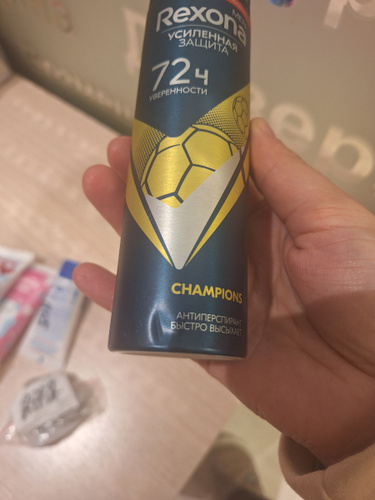 Rexona
УСИЛЕННАЯ
ЗАЩИТА
72ч
УВЕРЕННОСТИ
CHAMPIONS
АНТИПЕРСПИРАНТ
БЫСТРО ВЫСЫХАЕТ